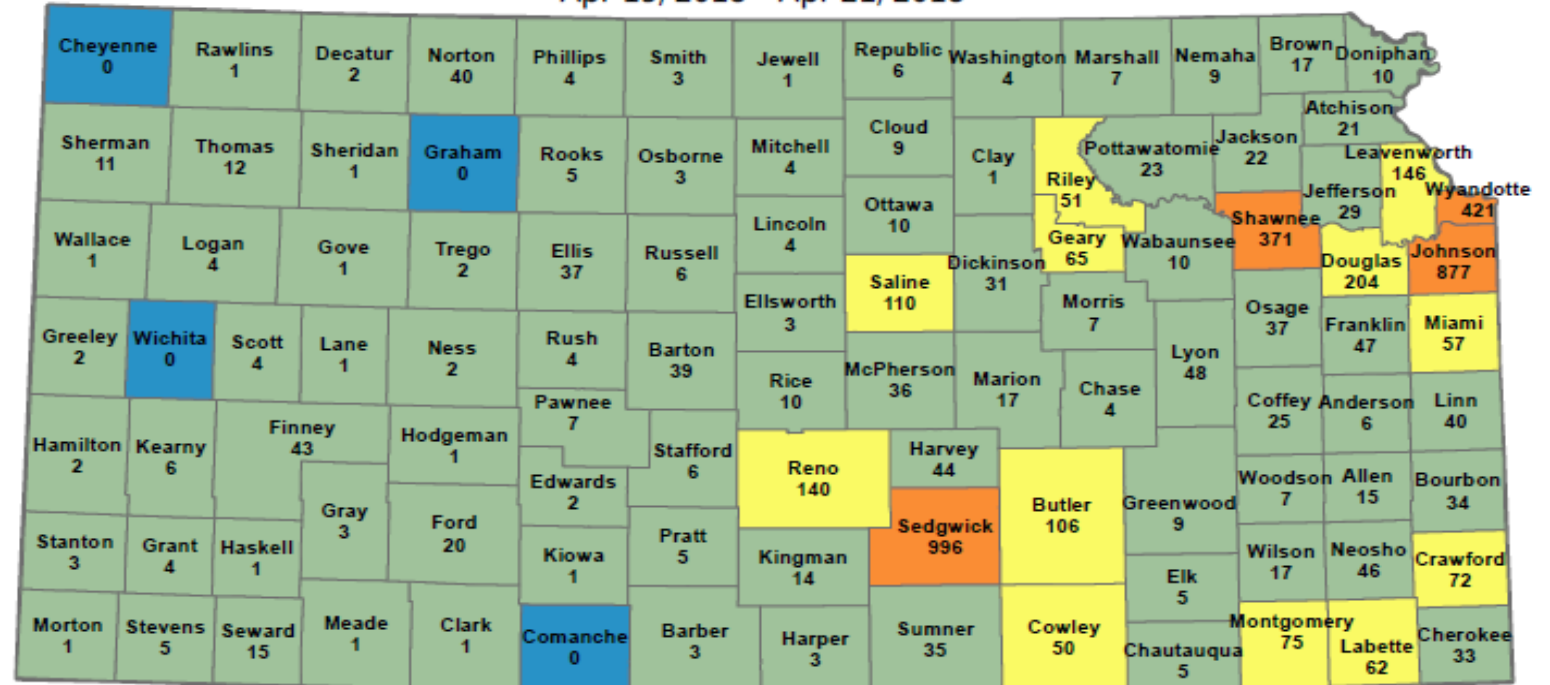 Cheyenne
0
Rawlins
1
Decatur
2
Norton
40
Phillips
4
Smith
3
Jewell
1
Republic
6
Washington
4
Marshall
7
Nemaha
9
Brown
17
Doniphan
10
Sherman
11
Thomas
12
Sheridan
1
Graham
0
Rooks
5
Osborne
3
Mitchell
4
Cloud
9
Clay
1
Riley
51
Pottawatomie
23
Jackson
22
Atchison
21
Leavenworth
146
Jefferson
29
Wyandotte
421
Wallace
1
Logan
4
Gove
1
Trego
2
Ellis
37
Russell
6
Lincoln
4
Ottawa
10
Saline
110
Dickinson
31
Geary
65
Wabaunsee
10
Shawnee
371
Douglas
204
Johnson
877
Greeley
2
Wichita
0
Scott
4
Lane
1
Ness
2
Rush
4
Barton
39
Ellsworth
3
Rice
10
McPherson
36
Marion
17
Morris
7
Chase
4
Lyon
48
Osage
37
Franklin
47
Miami
57
Hamilton
2
Kearny
6
Finney
43
Hodgeman
1
Pawnee
7
Edwards
2
Stafford
6
Reno
140
Harvey
44
Sedgwick
996
Butler
106
Greenwood
9
Coffey
25
Anderson
6
Linn
40
Woodson
7
Allen
15
Bourbon
34
Stanton
3
Grant
4
Haskell
1
Gray
3
Ford
20
Kiowa
1
Pratt
5
Kingman
14
Elk
5
Wilson
17
Neosho
46
Crawford
72
Morton
1
Stevens
5
Seward
15
Meade
1
Clark
1
Comanche
0
Barber
3
Harper
3
Sumner
35
Cowley
50
Chautauqua
5
Montgomery
75
Labette
62
Cherokee
33